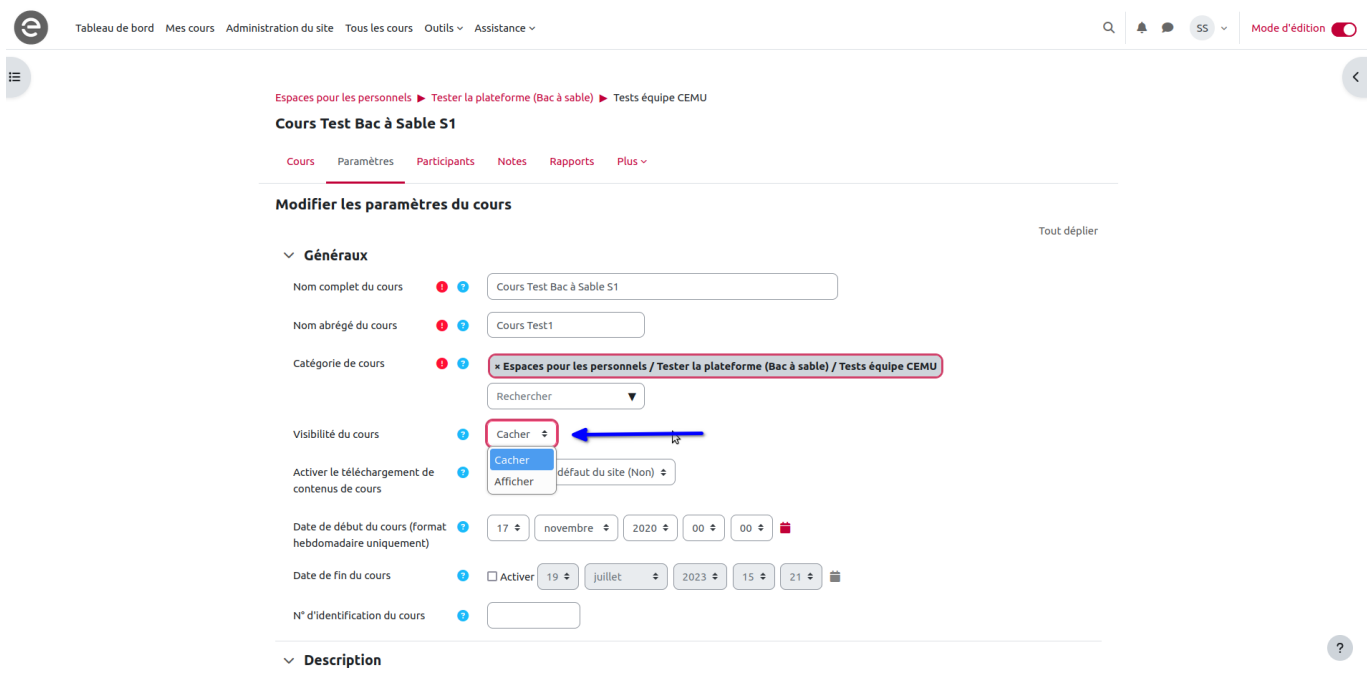 e
Tableau de bord Mes cours Administration du site Tous les cours Outils Assistance SS Mode d'édition
Espaces pour les personnels ▶ Tester la plateforme (Bac à sable) ▶ Tests équipe CEMU
Cours Test Bac à Sable S1
Cours Paramètres Participants Notes Rapports Plus
Modifier les paramètres du cours
Tout déplier
Généraux
Nom complet du cours ! ? Cours Test Bac à Sable S1
Nom abrégé du cours ! ? Cours Test1
Catégorie de cours ! ? × Espaces pour les personnels / Tester la plateforme (Bac à sable) / Tests équipe CEMU
Rechercher ▼
Visibilité du cours ? Cacher
Cacher
Afficher
Activer le téléchargement de contenus de cours ? défaut du site (Non)
Date de début du cours (format hebdomadaire uniquement) ? 17 novembre 2020 00 00
Date de fin du cours ? Activer 19 juillet 2023 15 21
N° d'identification du cours ?
Description
?